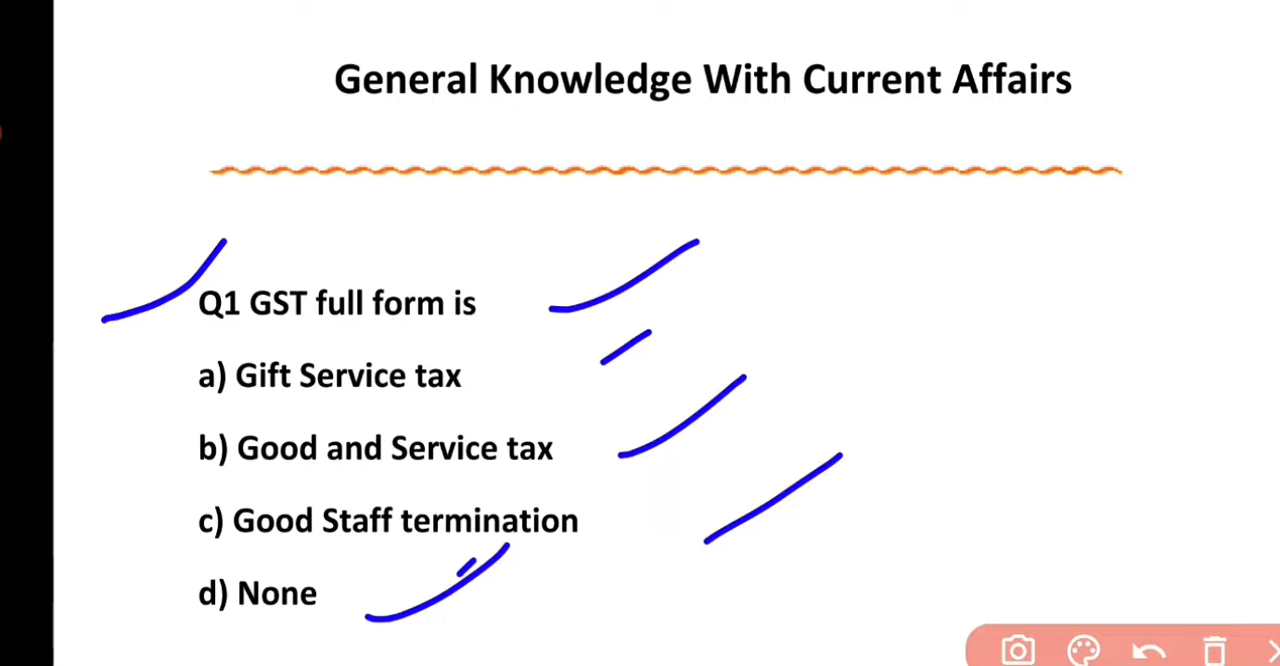 General Knowledge With Current Affairs
Q1 GST full form is
a) Gift Service tax
b) Good and Service tax
c) Good Staff termination
d) None